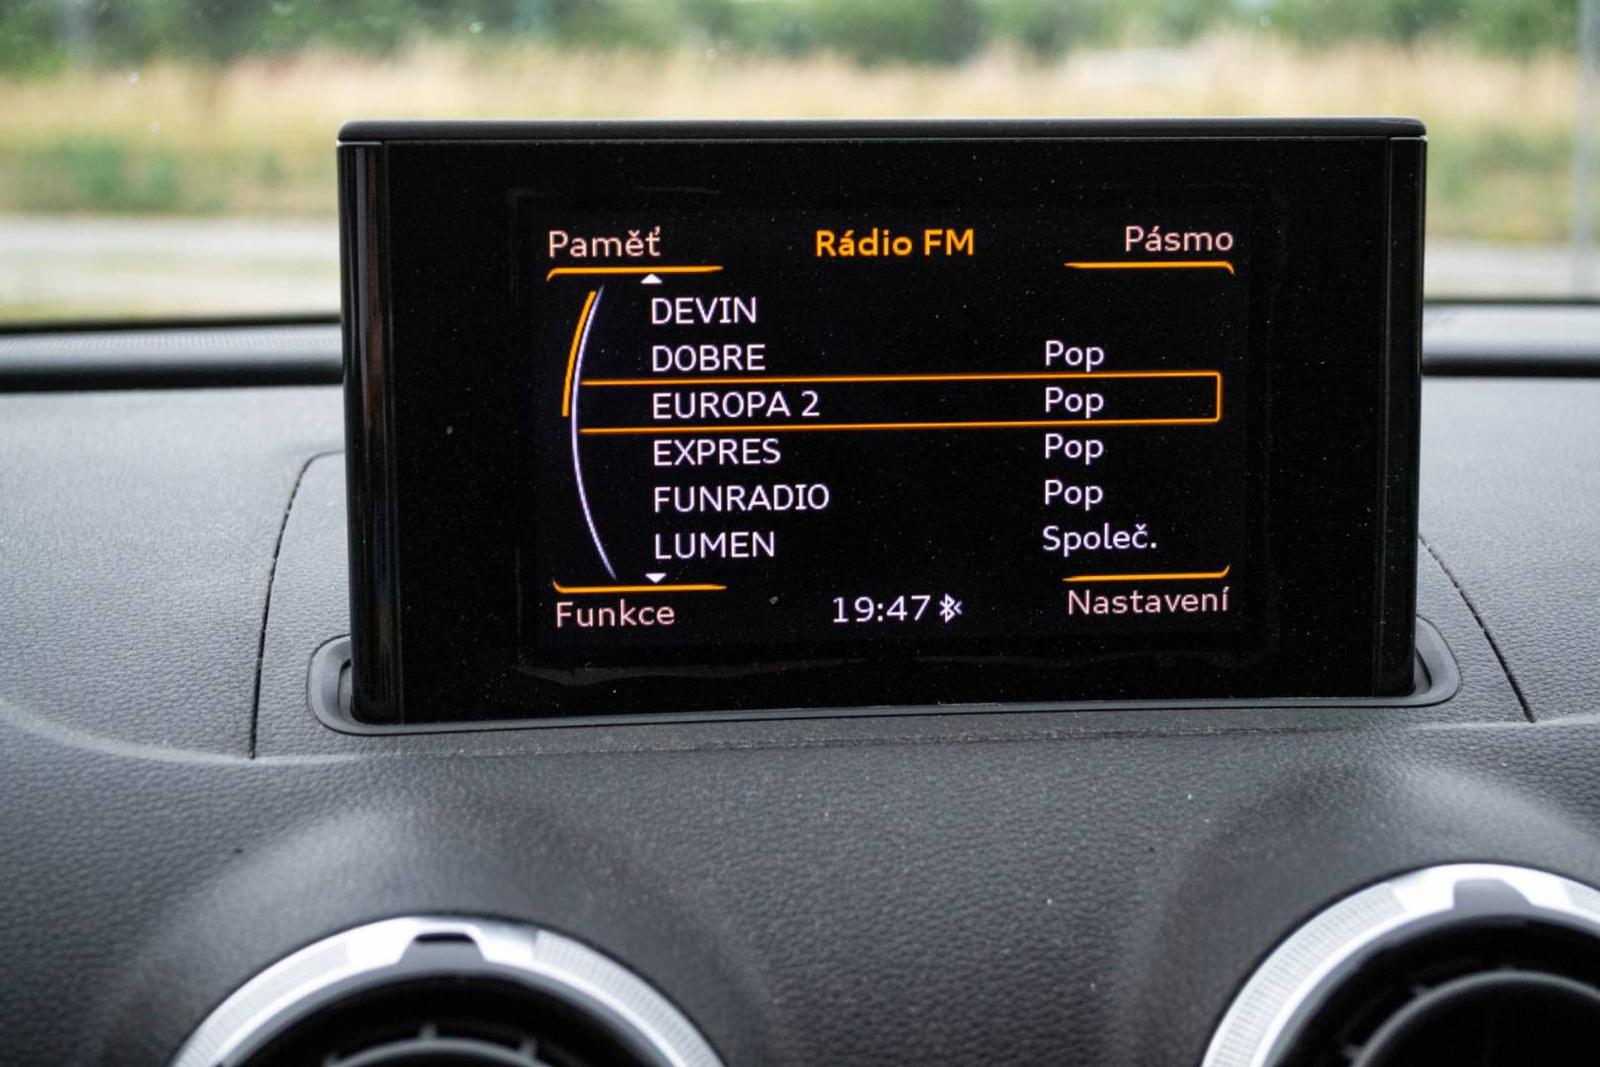 Paměť Rádio FM Pásmo
DEVIN
DOBRE Pop
EUROPA 2 Pop
EXPRES Pop
FUNRADIO Pop
LUMEN Společ.
Funkce 19:47 Nastavení